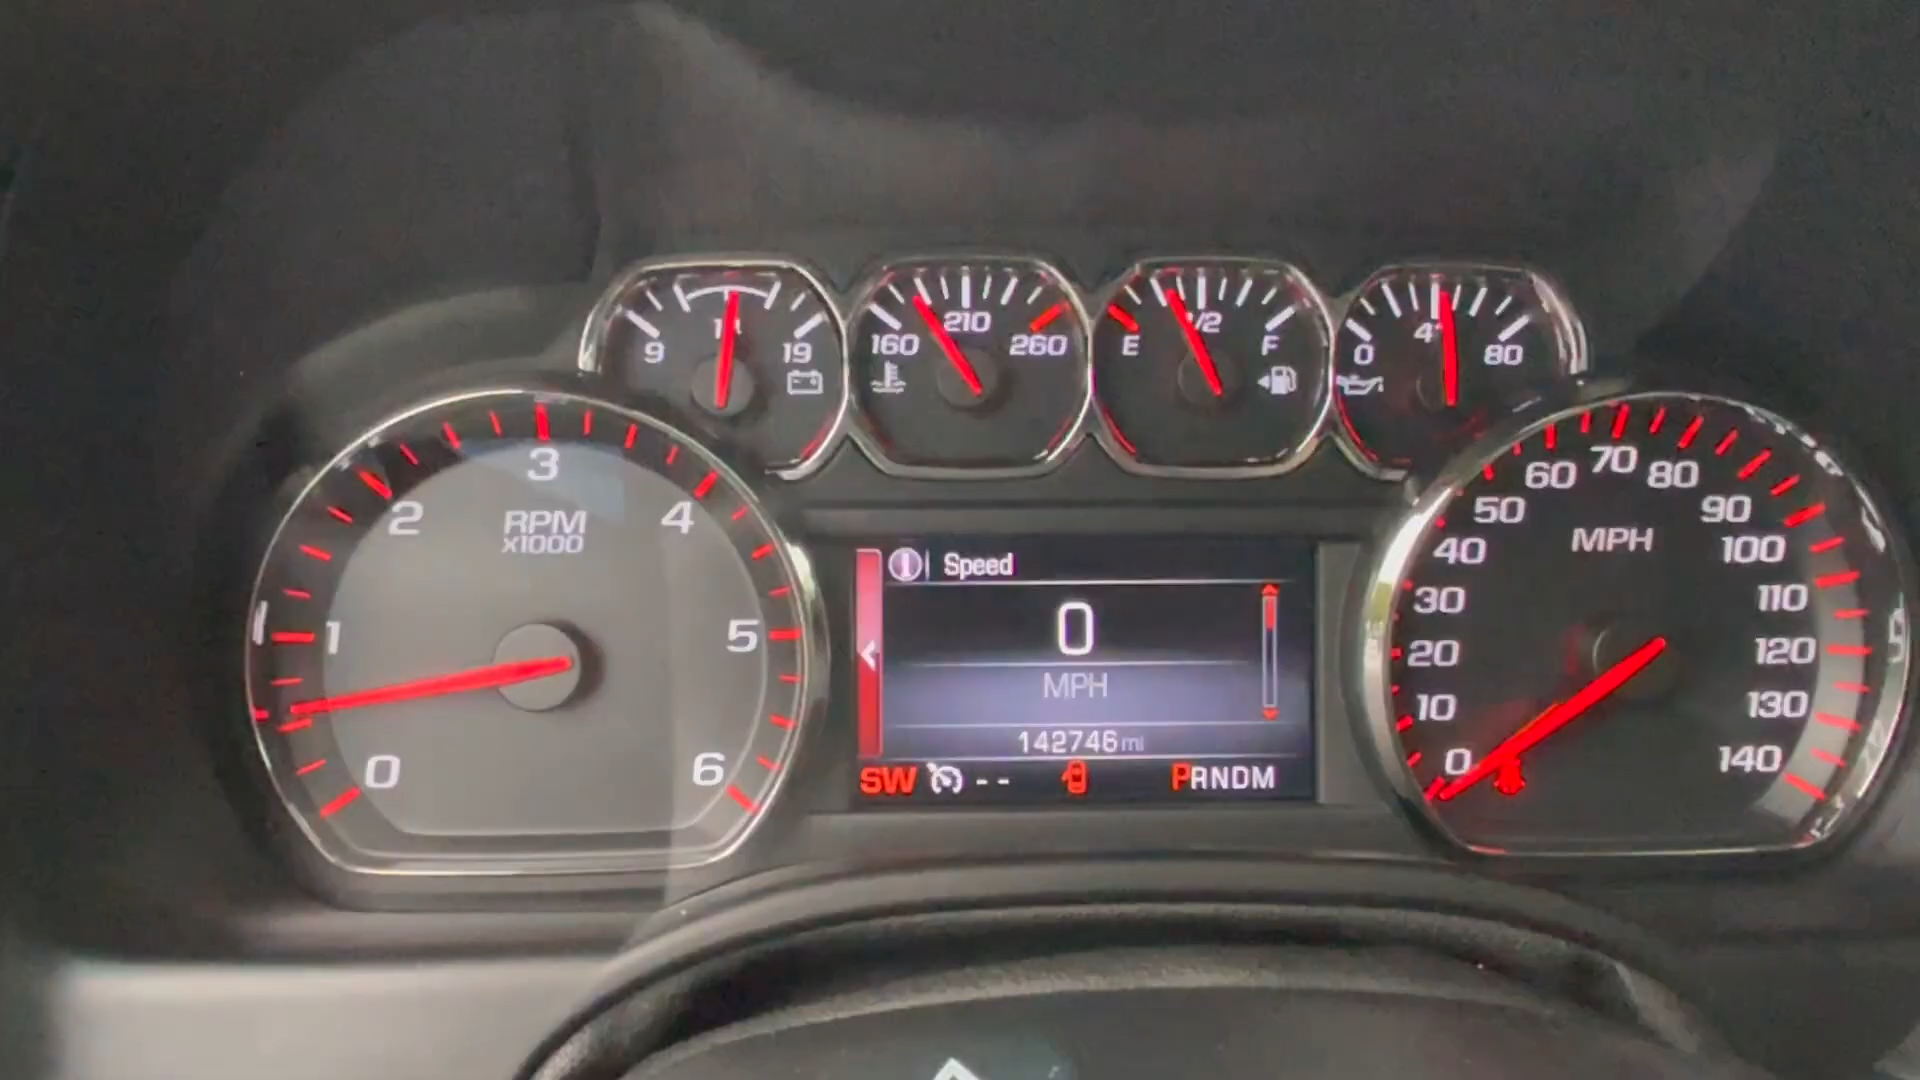 9 19
160 210 260
E 1/2 F
0 80
0 1 2 3 4 5 6
RPM
x1000
Speed
0
MPH
142746 mi
SW -- PRNDM
0 10 20 30 40 50 60 70 80 90 100 110 120 130 140
MPH